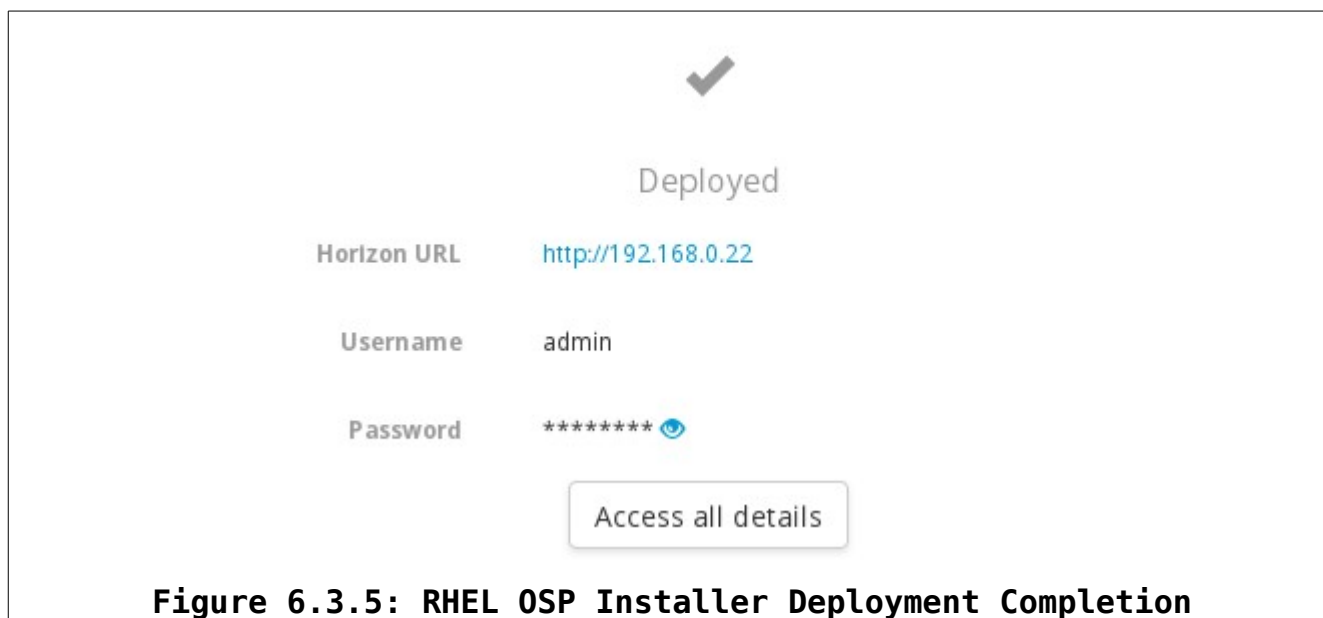 Deployed
Horizon URL http://192.168.0.22
Username admin
Password ********
Access all details
Figure 6.3.5: RHEL OSP Installer Deployment Completion